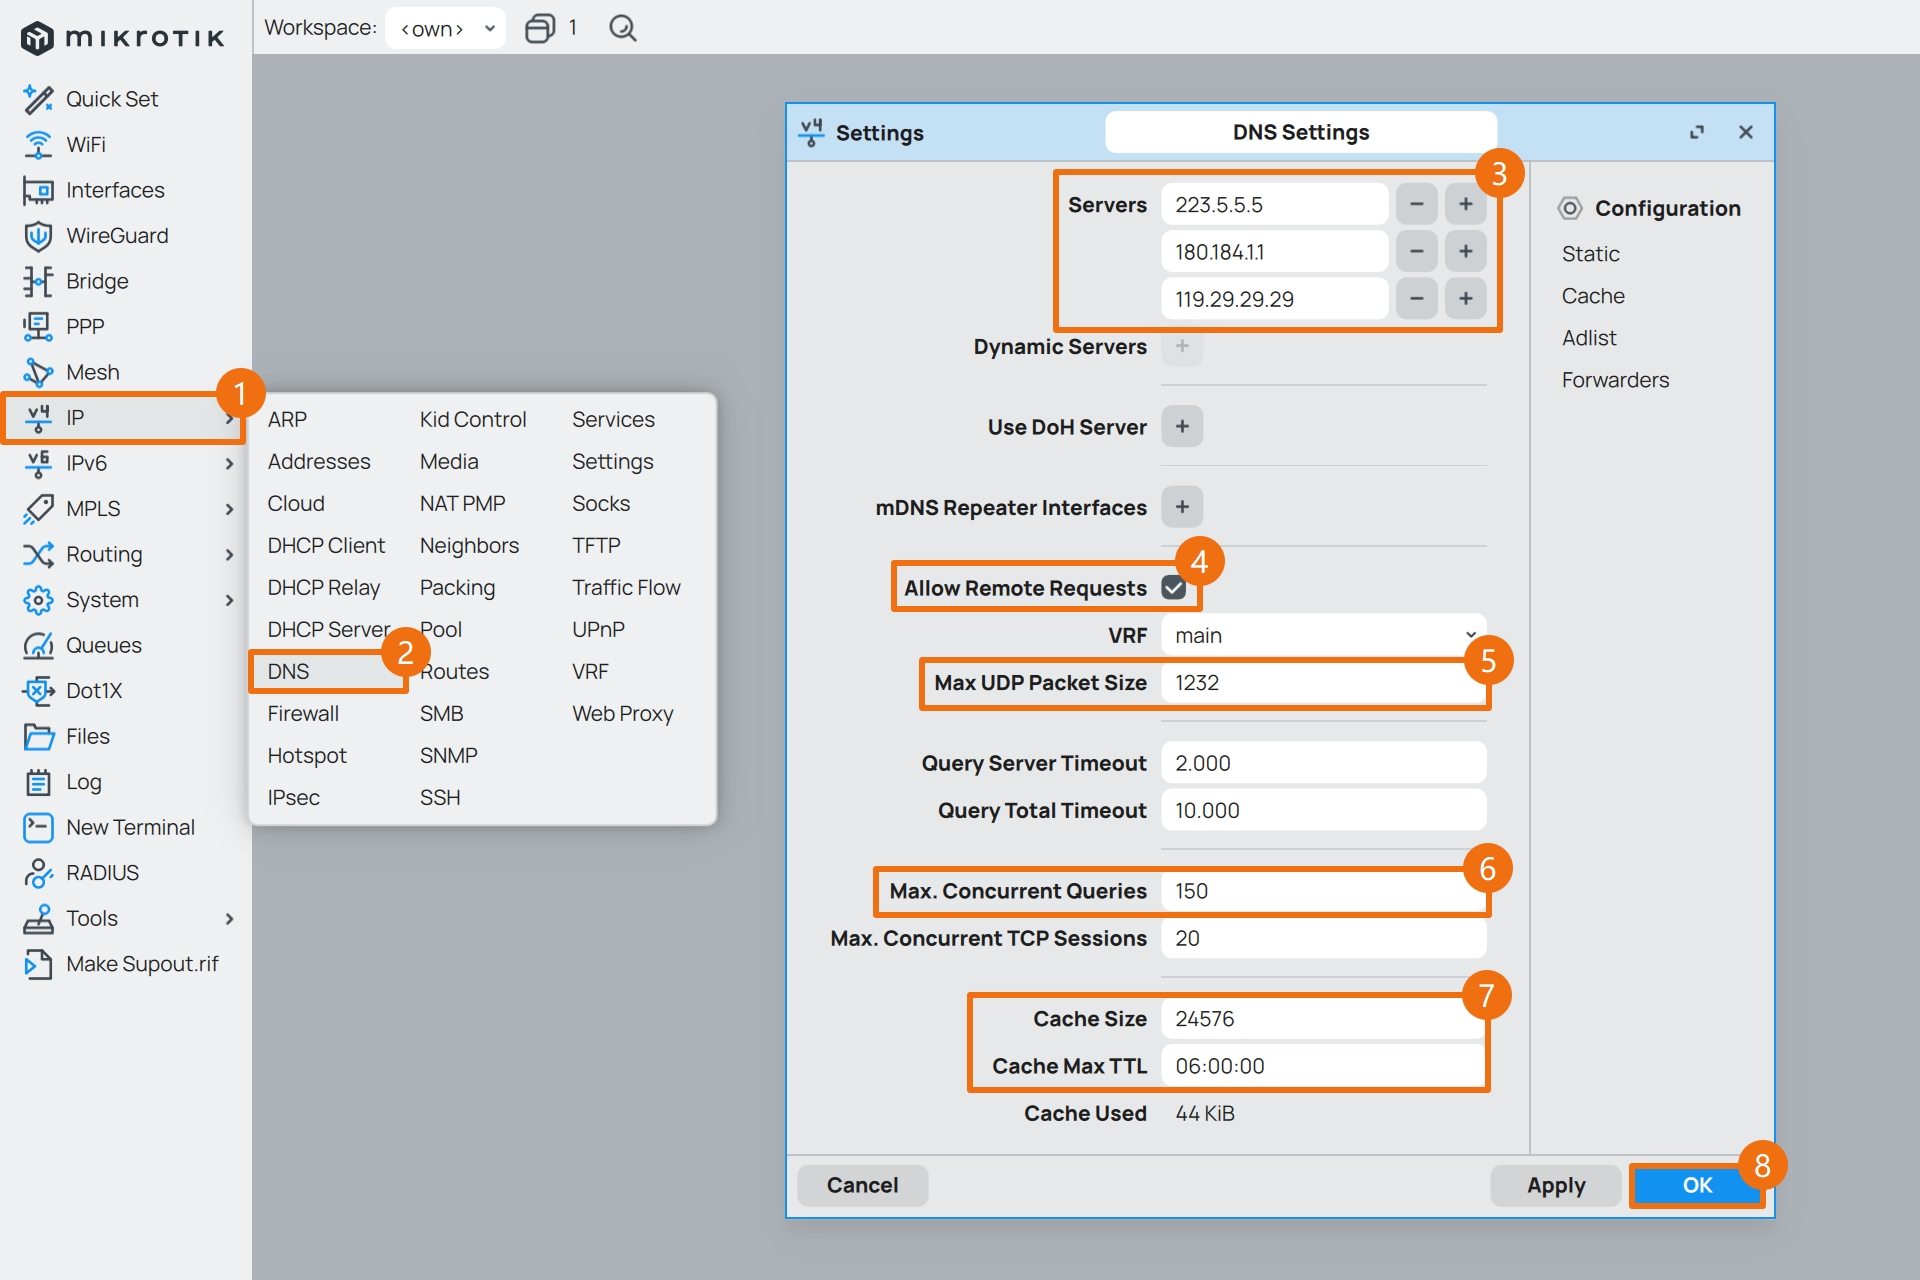 mikrotik
Workspace: <own> 1
Quick Set
WiFi
Interfaces
WireGuard
Bridge
PPP
Mesh
IP
IPv6
MPLS
Routing
System
Queues
Dot1X
Files
Log
New Terminal
RADIUS
Tools
Make Supout.rif
1
ARP
Addresses
Cloud
DHCP Client
DHCP Relay
DHCP Server
DNS
Firewall
Hotspot
IPsec
2
Kid Control
Media
NAT PMP
Neighbors
Packing
Pool
Routes
SMB
SNMP
SSH
Services
Settings
Socks
TFTP
Traffic Flow
UPnP
VRF
Web Proxy
v4 Settings DNS Settings
3
Servers 223.5.5.5 - +
180.184.1.1 - +
119.29.29.29 - +
Dynamic Servers +
Use DoH Server +
mDNS Repeater Interfaces +
4
Allow Remote Requests
VRF main
5
Max UDP Packet Size 1232
Query Server Timeout 2.000
Query Total Timeout 10.000
6
Max. Concurrent Queries 150
Max. Concurrent TCP Sessions 20
7
Cache Size 24576
Cache Max TTL 06:00:00
Cache Used 44 KiB
Configuration
Static
Cache
Adlist
Forwarders
8
Cancel Apply OK